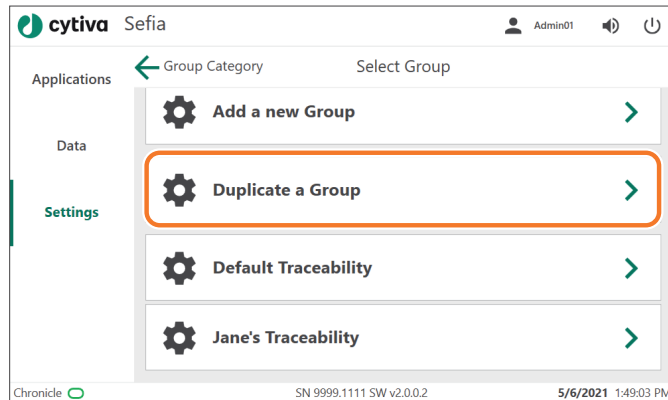 cytiva Sefia Admin01
Applications
Group Category Select Group
Add a new Group
Data
Duplicate a Group
Settings
Default Traceability
Jane's Traceability
Chronicle SN 9999.1111 SW v2.0.0.2 5/6/2021 1:49:03 PM